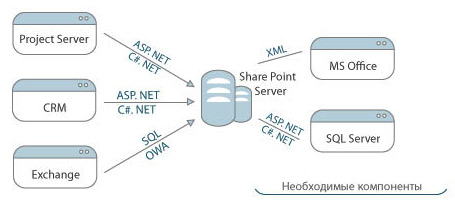 Project Server
ASP. NET
C#. NET
CRM
ASP. NET
C#. NET
Exchange
SQL
OWA
Share Point
Server
XML
MS Office
ASP. NET
C#. NET
SQL Server
Необходимые компоненты